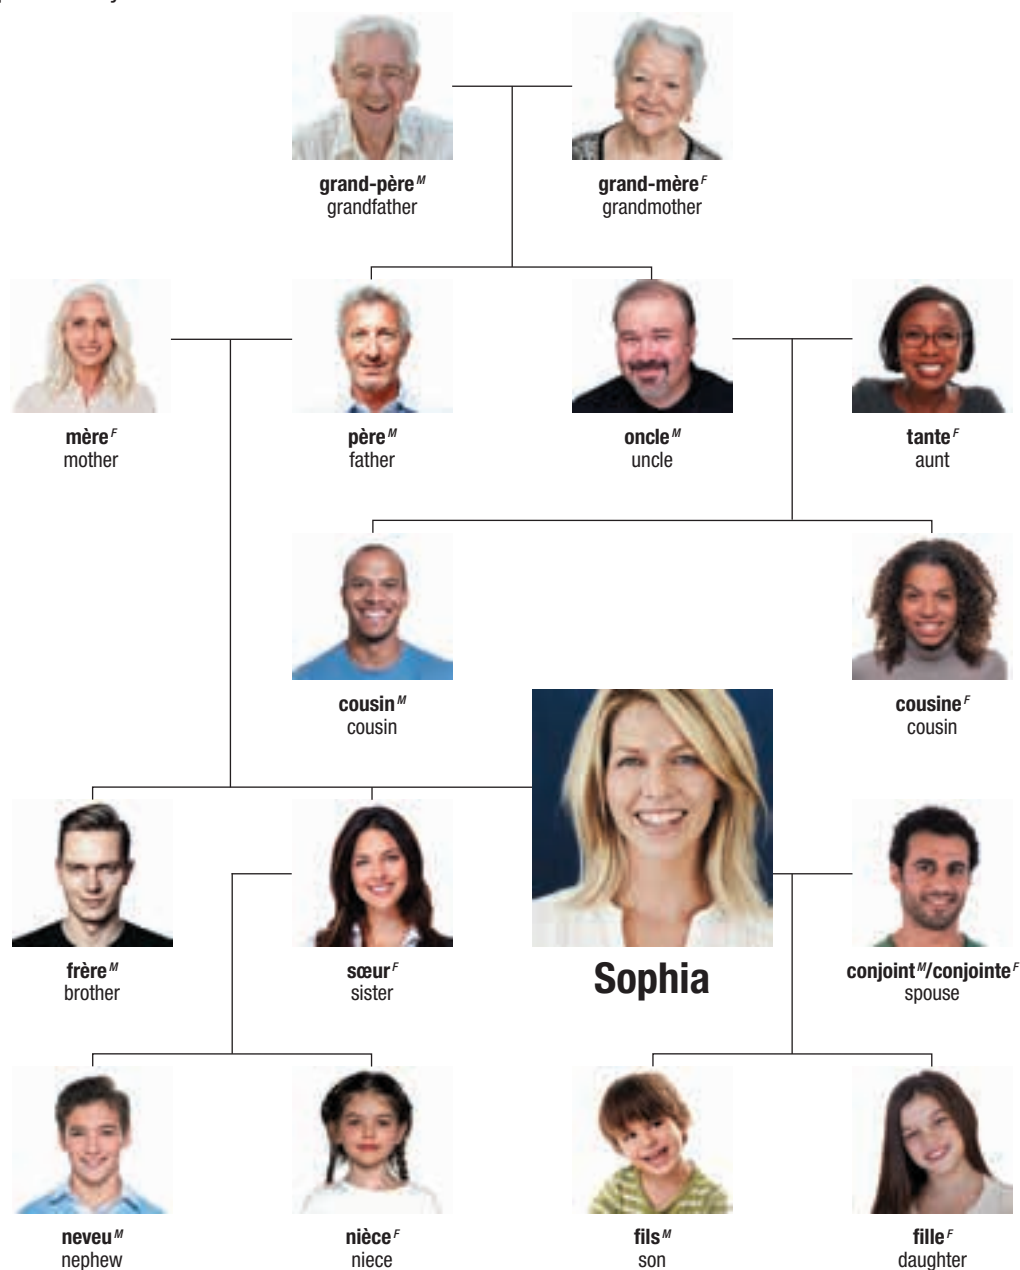 grand-père M
grandfather
grand-mère F
grandmother
mère F
mother
père M
father
oncle M
uncle
tante F
aunt
cousin M
cousin
cousine F
cousin
frère M
brother
sœur F
sister
Sophia
conjoint M/conjointe F
spouse
neveu M
nephew
nièce F
niece
fils M
son
fille F
daughter